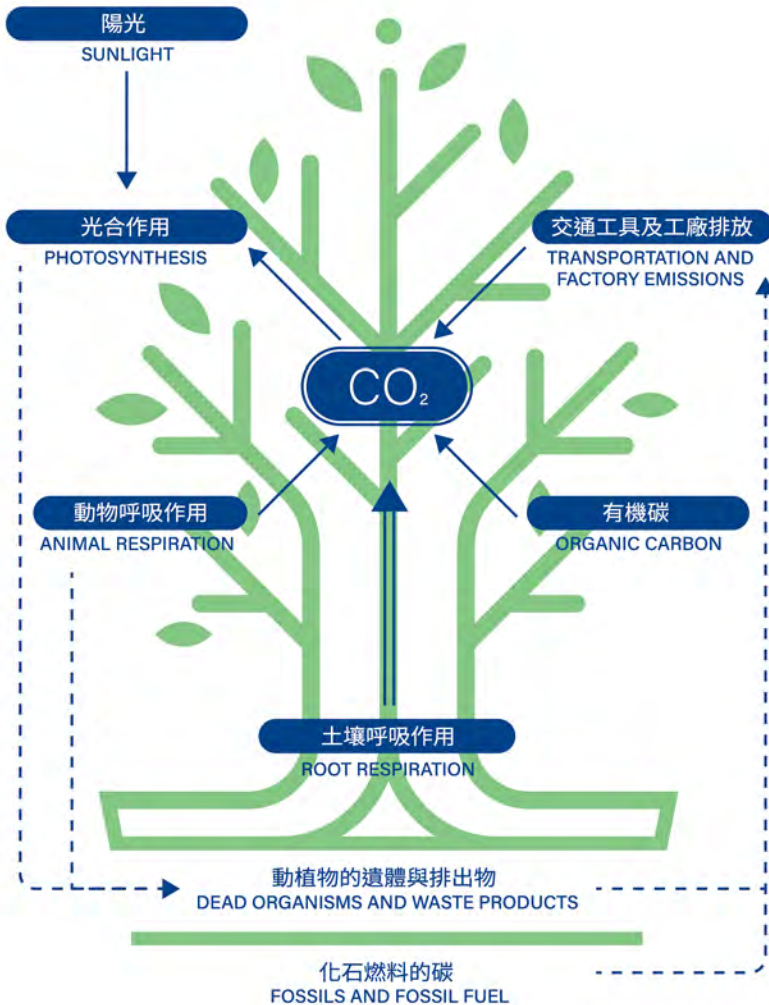 陽光
SUNLIGHT
光合作用
PHOTOSYNTHESIS
交通工具及工廠排放
TRANSPORTATION AND
FACTORY EMISSIONS
CO₂
動物呼吸作用
ANIMAL RESPIRATION
有機碳
ORGANIC CARBON
土壤呼吸作用
ROOT RESPIRATION
動植物的遺體與排出物
DEAD ORGANISMS AND WASTE PRODUCTS
化石燃料的碳
FOSSILS AND FOSSIL FUEL